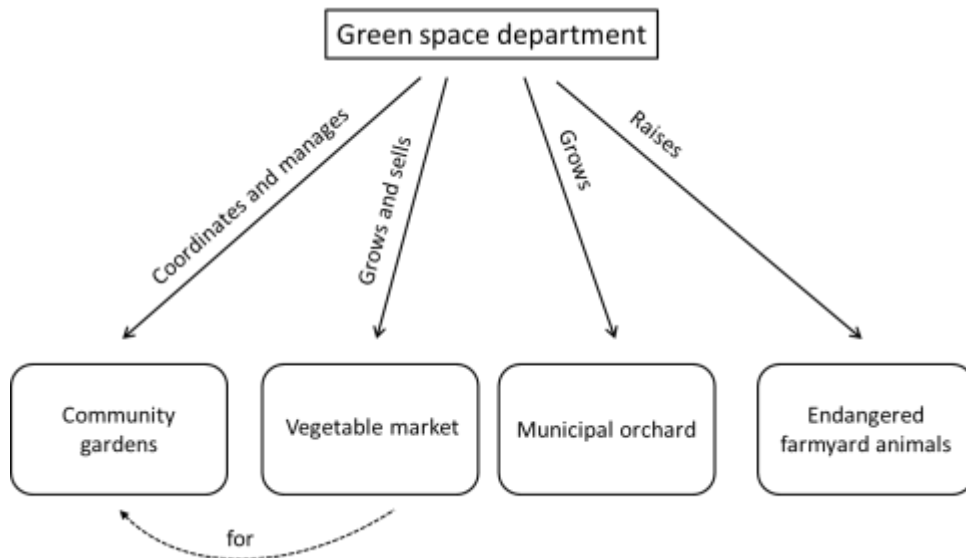 Green space department
Coordinates and manages
Grows and sells
Grows
Raises
Community
gardens
Vegetable market
Municipal orchard
Endangered
farmyard animals
for